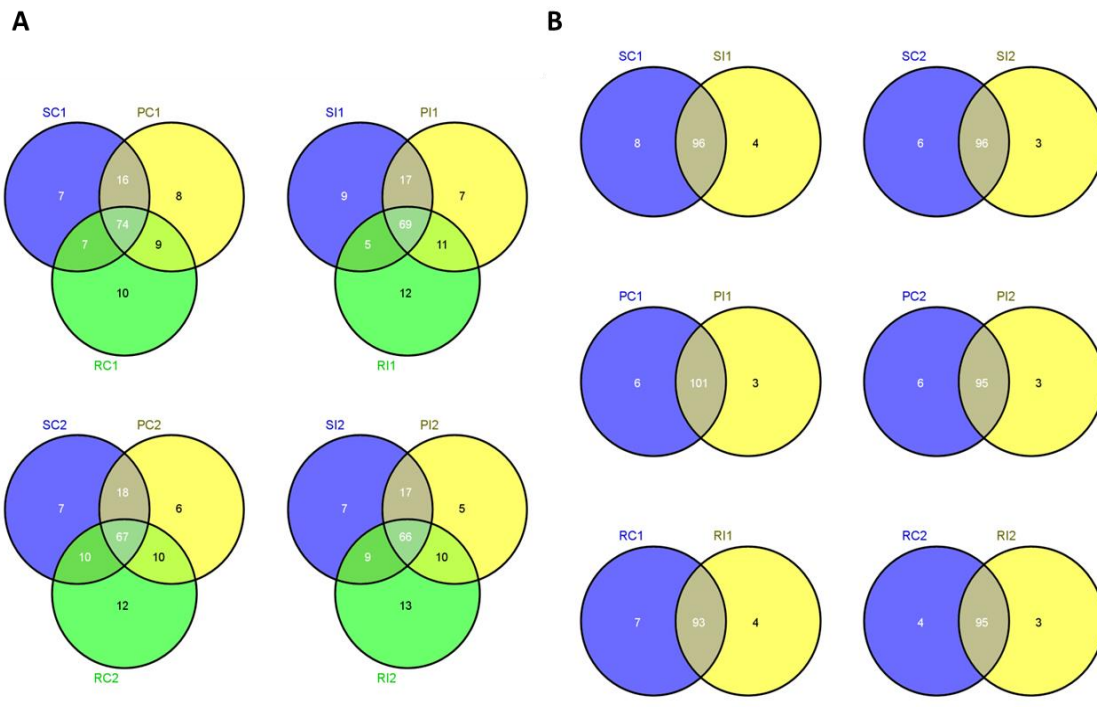 A
SC1 PC1
7 16 8
74
7 9
10
RC1
SI1 PI1
9 17 7
69
5 11
12
RI1
SC2 PC2
7 18 6
67
10 10
12
RC2
SI2 PI2
7 17 5
66
9 10
13
RI2
B
SC1 SI1
8 96 4
SC2 SI2
6 96 3
PC1 PI1
6 101 3
PC2 PI2
6 95 3
RC1 RI1
7 93 4
RC2 RI2
4 95 3